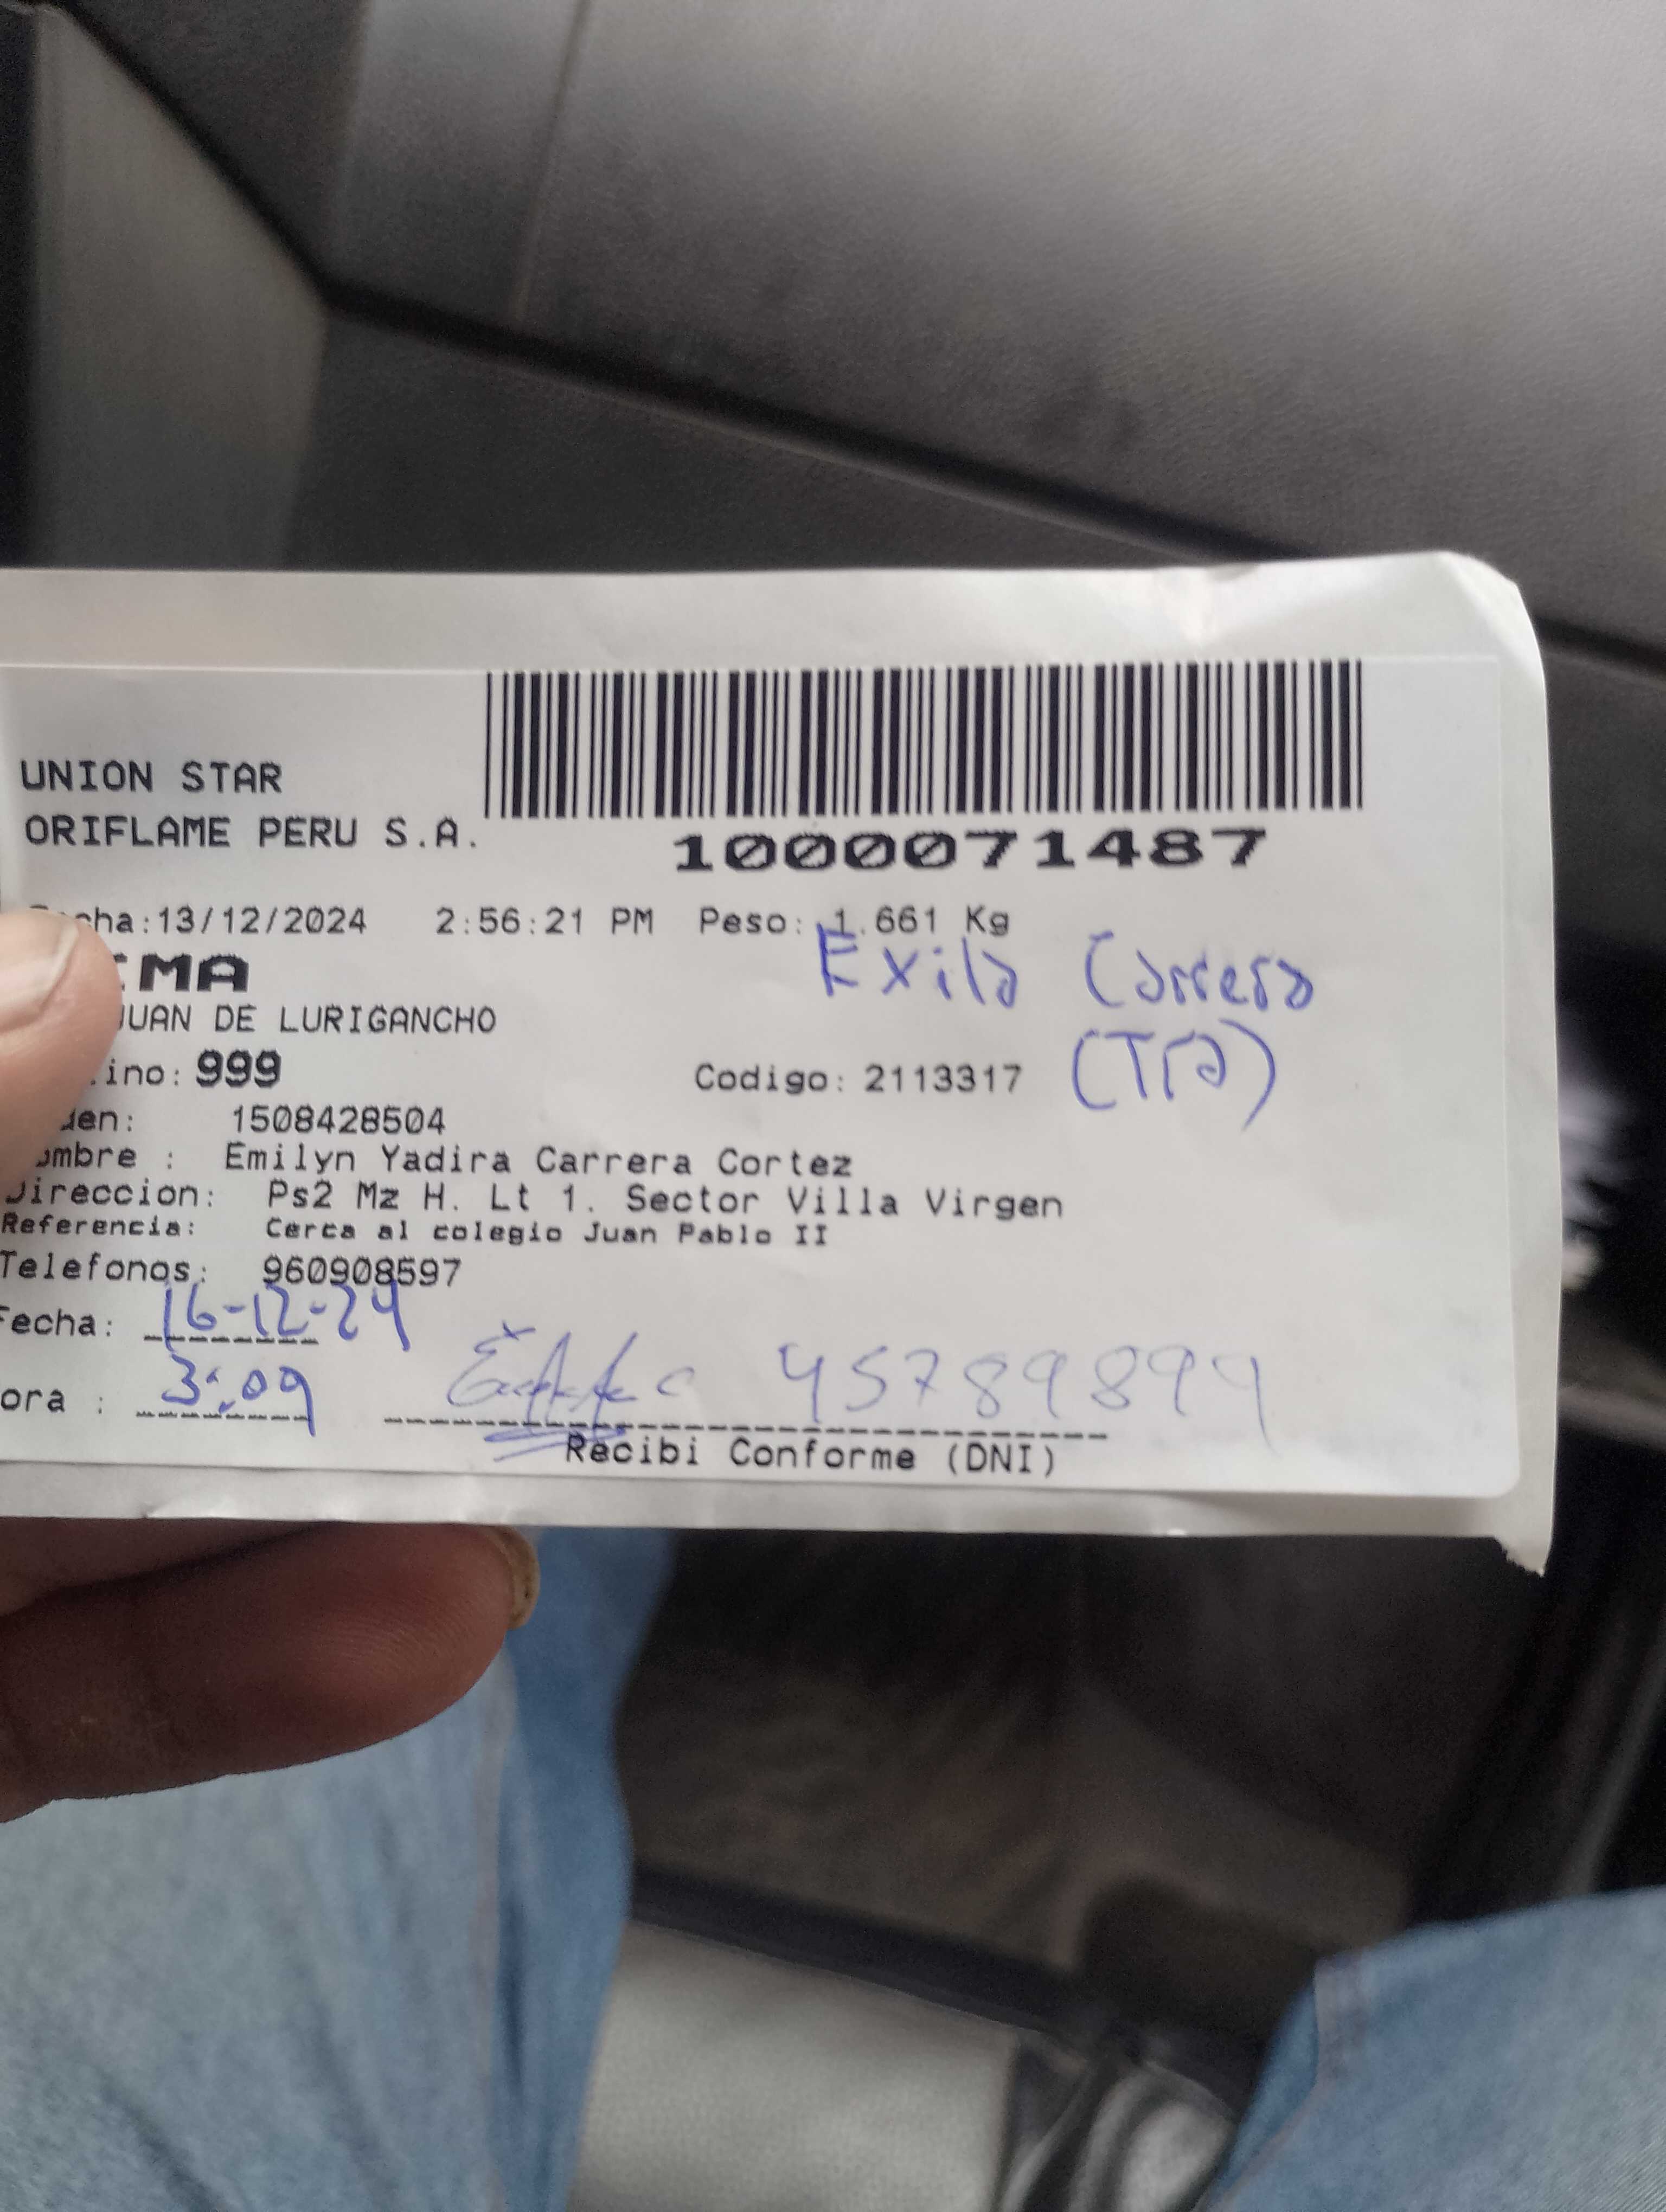 UNION STAR
ORIFLAME PERU S.A.
1000071487
cha:13/12/2024 2:56:21 PM Peso: 1.661 Kg
IMA
Exila Carrera
JUAN DE LURIGANCHO
ino: 999 Codigo: 2113317 (Tía)
den: 1508428504
ombre : Emilyn Yadira Carrera Cortez
Direccion: Ps2 Mz H. Lt 1. Sector Villa Virgen
Referencia: Cerca al colegio Juan Pablo II
Telefonos: 960908597
Fecha: 16-12-24
ora : 3:09 45789899
Recibi Conforme (DNI)